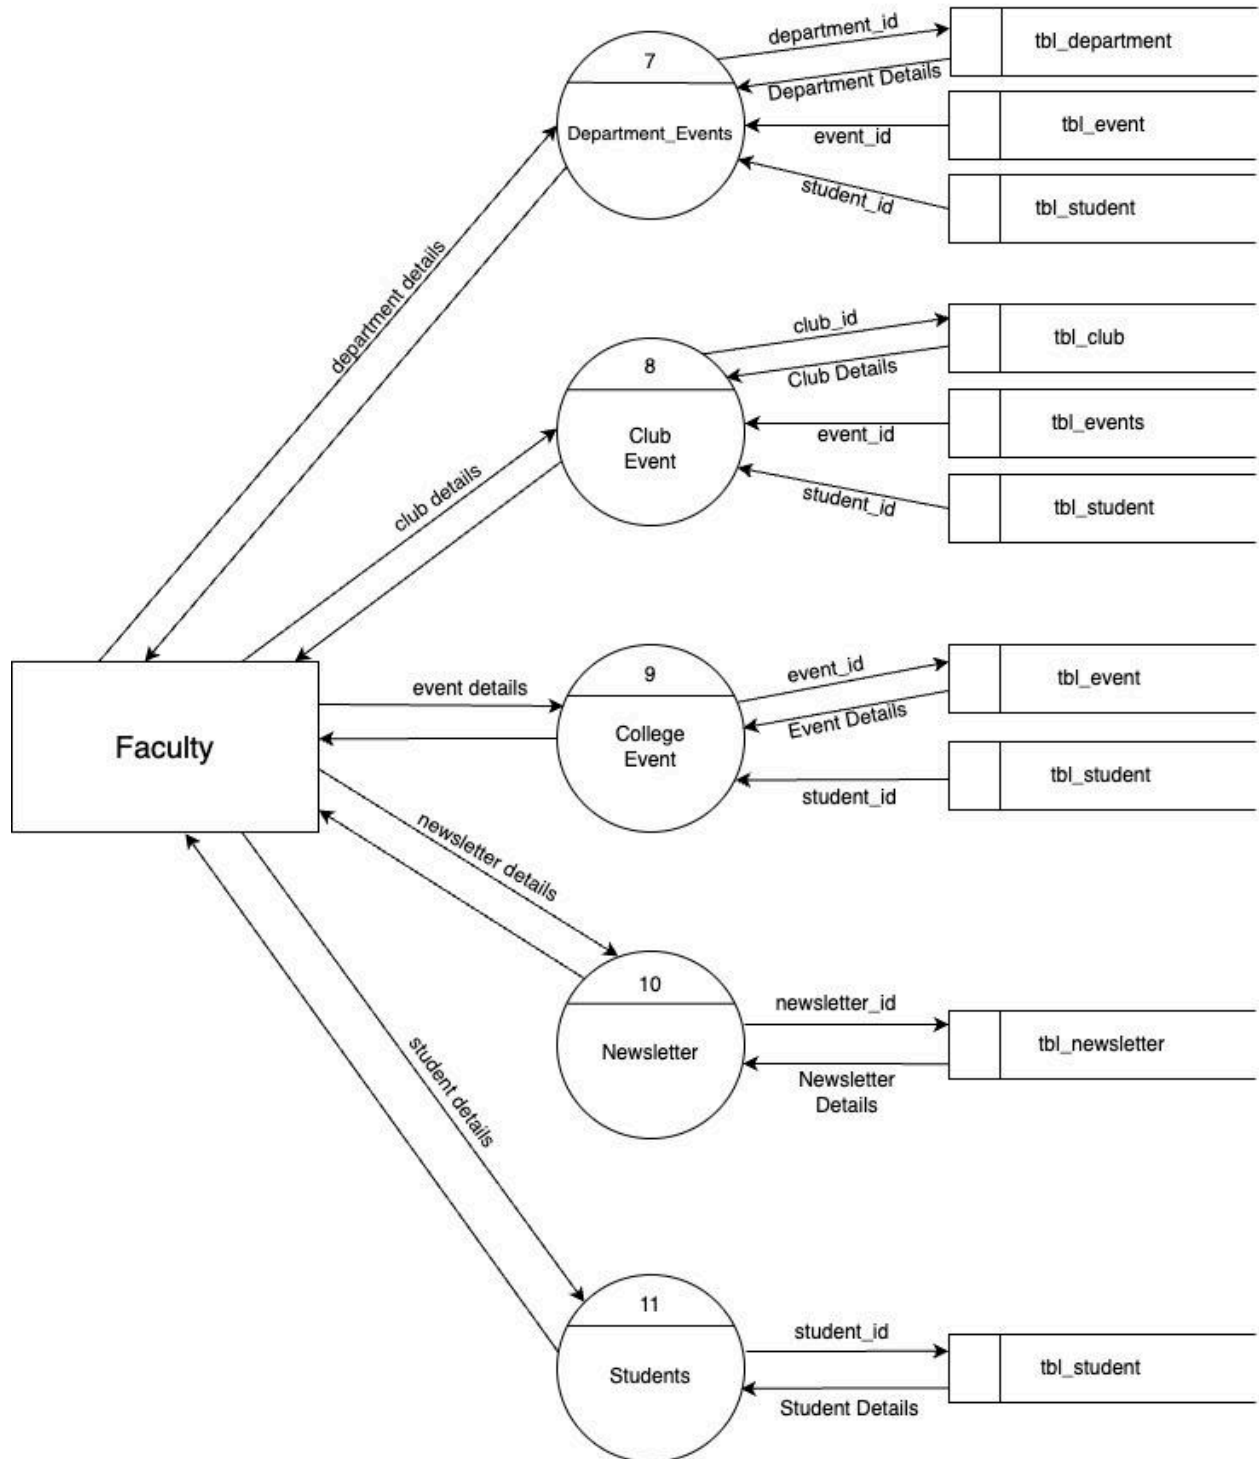 department_id
tbl_department
7
Department Details
Department_Events
tbl_event
event_id
student_id
tbl_student
department details
club_id
tbl_club
8
Club Details
Club
Event
tbl_events
event_id
club details
student_id
tbl_student
event details
9
event_id
tbl_event
Event Details
College
Event
Faculty
tbl_student
student_id
newsletter details
10
newsletter_id
Newsletter
tbl_newsletter
Newsletter
Details
student details
11
student_id
Students
tbl_student
Student Details